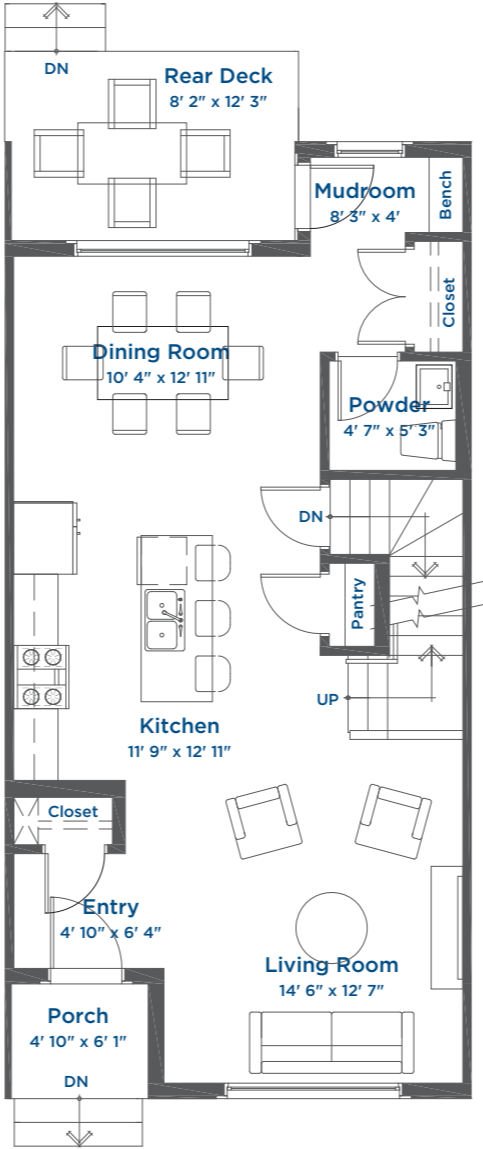 DN
Rear Deck
8' 2" x 12' 3"
Mudroom
8' 3" x 4'
Bench
Closet
Dining Room
10' 4" x 12' 11"
Powder
4' 7" x 5' 3"
DN
Pantry
UP
Kitchen
11' 9" x 12' 11"
Closet
Entry
4' 10" x 6' 4"
Living Room
14' 6" x 12' 7"
Porch
4' 10" x 6' 1"
DN